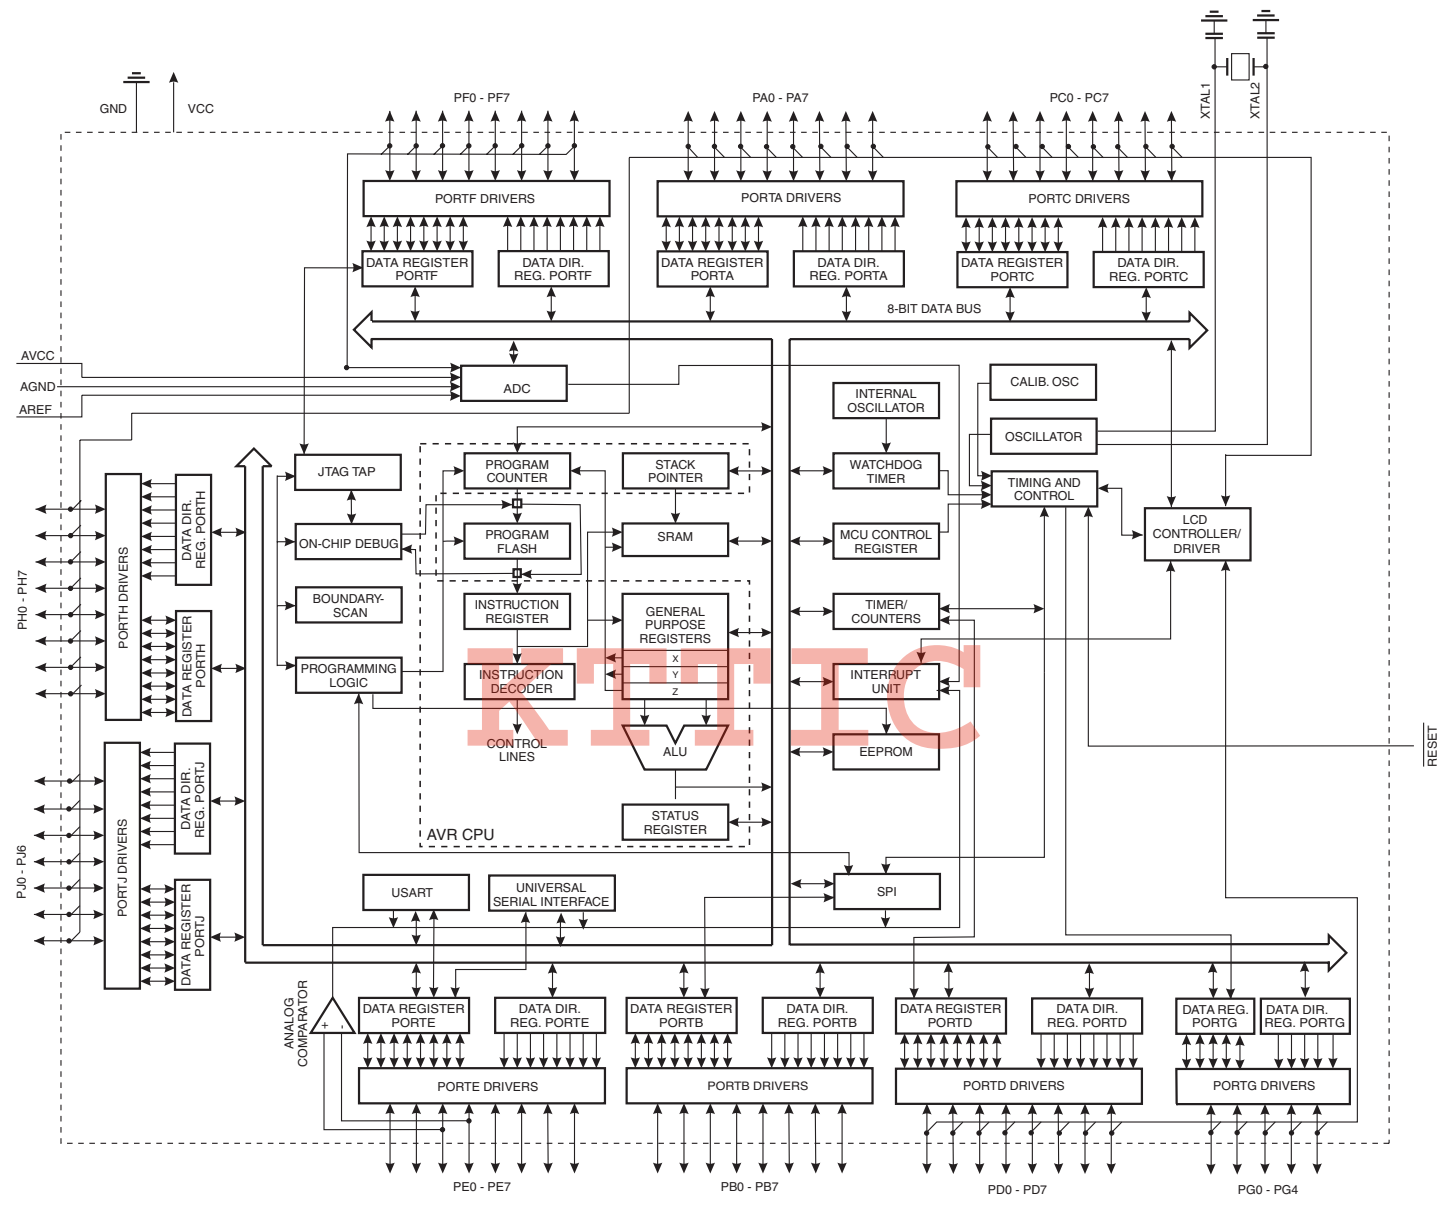 XTAL1
XTAL2
GND
VCC
PF0 - PF7
PA0 - PA7
PC0 - PC7
PORTF DRIVERS
PORTA DRIVERS
PORTC DRIVERS
DATA REGISTER
PORTF
DATA DIR.
REG. PORTF
DATA REGISTER
PORTA
DATA DIR.
REG. PORTA
DATA REGISTER
PORTC
DATA DIR.
REG. PORTC
8-BIT DATA BUS
AVCC
AGND
AREF
ADC
INTERNAL
OSCILLATOR
CALIB. OSC
OSCILLATOR
JTAG TAP
PROGRAM
COUNTER
STACK
POINTER
WATCHDOG
TIMER
TIMING AND
CONTROL
ON-CHIP DEBUG
PROGRAM
FLASH
SRAM
MCU CONTROL
REGISTER
LCD
CONTROLLER/
DRIVER
BOUNDARY-
SCAN
INSTRUCTION
REGISTER
GENERAL
PURPOSE
REGISTERS
X
Y
Z
TIMER/
COUNTERS
PROGRAMMING
LOGIC
INSTRUCTION
DECODER
INTERRUPT
UNIT
KTTIC
CONTROL
LINES
ALU
EEPROM
RESET
STATUS
REGISTER
AVR CPU
PH0 - PH7
PORTH DRIVERS
DATA DIR.
REG. PORTH
DATA REGISTER
PORTH
PJ0 - PJ6
PORTJ DRIVERS
DATA DIR.
REG. PORTJ
DATA REGISTER
PORTJ
USART
UNIVERSAL
SERIAL INTERFACE
SPI
ANALOG
COMPARATOR
+
-
DATA REGISTER
PORTE
DATA DIR.
REG. PORTE
DATA REGISTER
PORTB
DATA DIR.
REG. PORTB
DATA REGISTER
PORTD
DATA DIR.
REG. PORTD
DATA REG.
PORTG
DATA DIR.
REG. PORTG
PORTE DRIVERS
PORTB DRIVERS
PORTD DRIVERS
PORTG DRIVERS
PE0 - PE7
PB0 - PB7
PD0 - PD7
PG0 - PG4